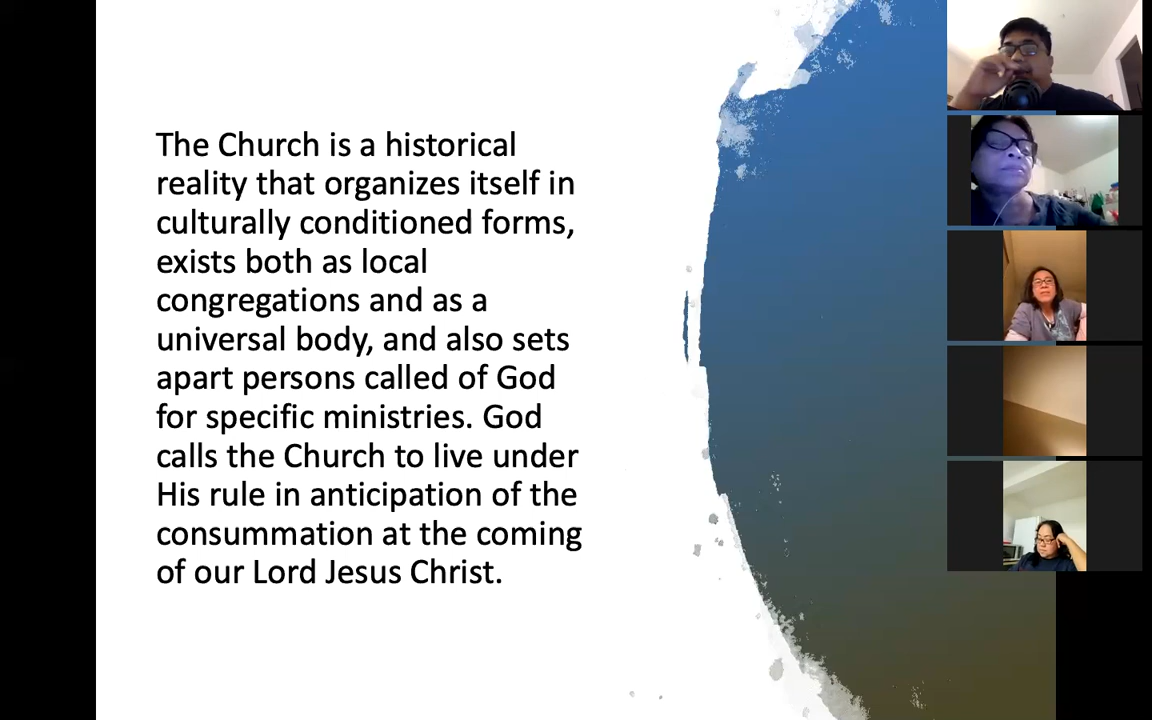 The Church is a historical
reality that organizes itself in
culturally conditioned forms,
exists both as local
congregations and as a
universal body, and also sets
apart persons called of God
for specific ministries. God
calls the Church to live under
His rule in anticipation of the
consummation at the coming
of our Lord Jesus Christ.